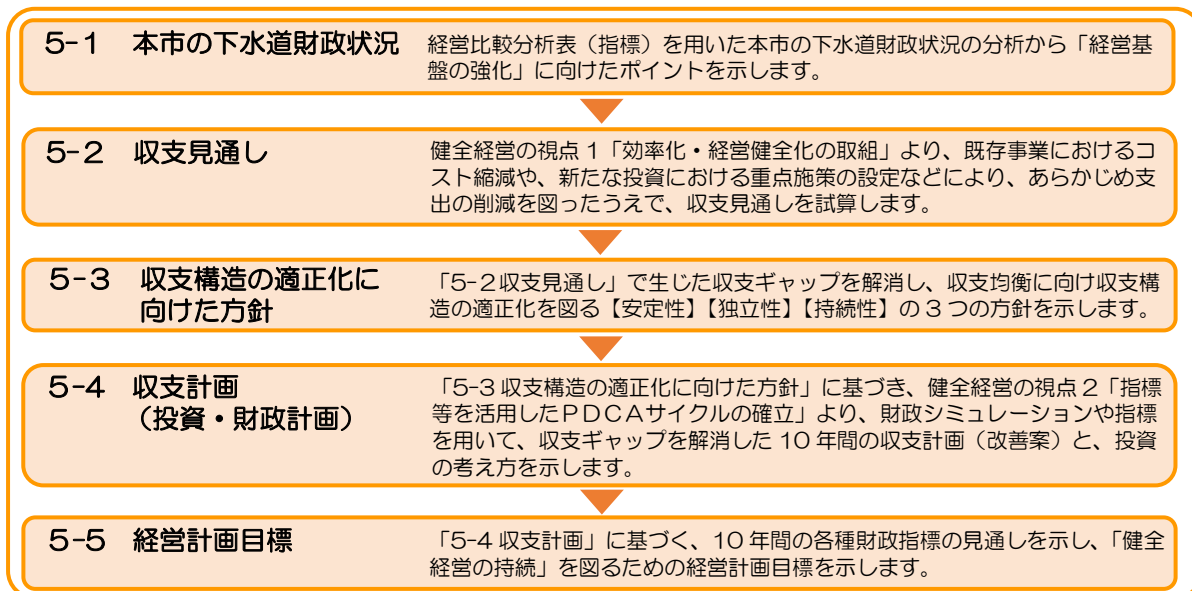 5-1 本市の下水道財政状況
経営比較分析表（指標）を用いた本市の下水道財政状況の分析から「経営基
盤の強化」に向けたポイントを示します。
5-2 収支見通し
健全経営の視点1「効率化・経営健全化の取組」より、既存事業におけるコ
スト縮減や、新たな投資における重点施策の設定などにより、あらかじめ支
出の削減を図ったうえで、収支見通しを試算します。
5-3 収支構造の適正化に
向けた方針
「5-2収支見通し」で生じた収支ギャップを解消し、収支均衡に向け収支構
造の適正化を図る【安定性】【独立性】【持続性】の3つの方針を示します。
5-4 収支計画
（投資・財政計画）
「5-3収支構造の適正化に向けた方針」に基づき、健全経営の視点2「指標
等を活用したPDCAサイクルの確立」より、財政シミュレーションや指標
を用いて、収支ギャップを解消した10年間の収支計画（改善案）と、投資
の考え方を示します。
5-5 経営計画目標
「5-4収支計画」に基づく、10年間の各種財政指標の見通しを示し、「健全
経営の持続」を図るための経営計画目標を示します。